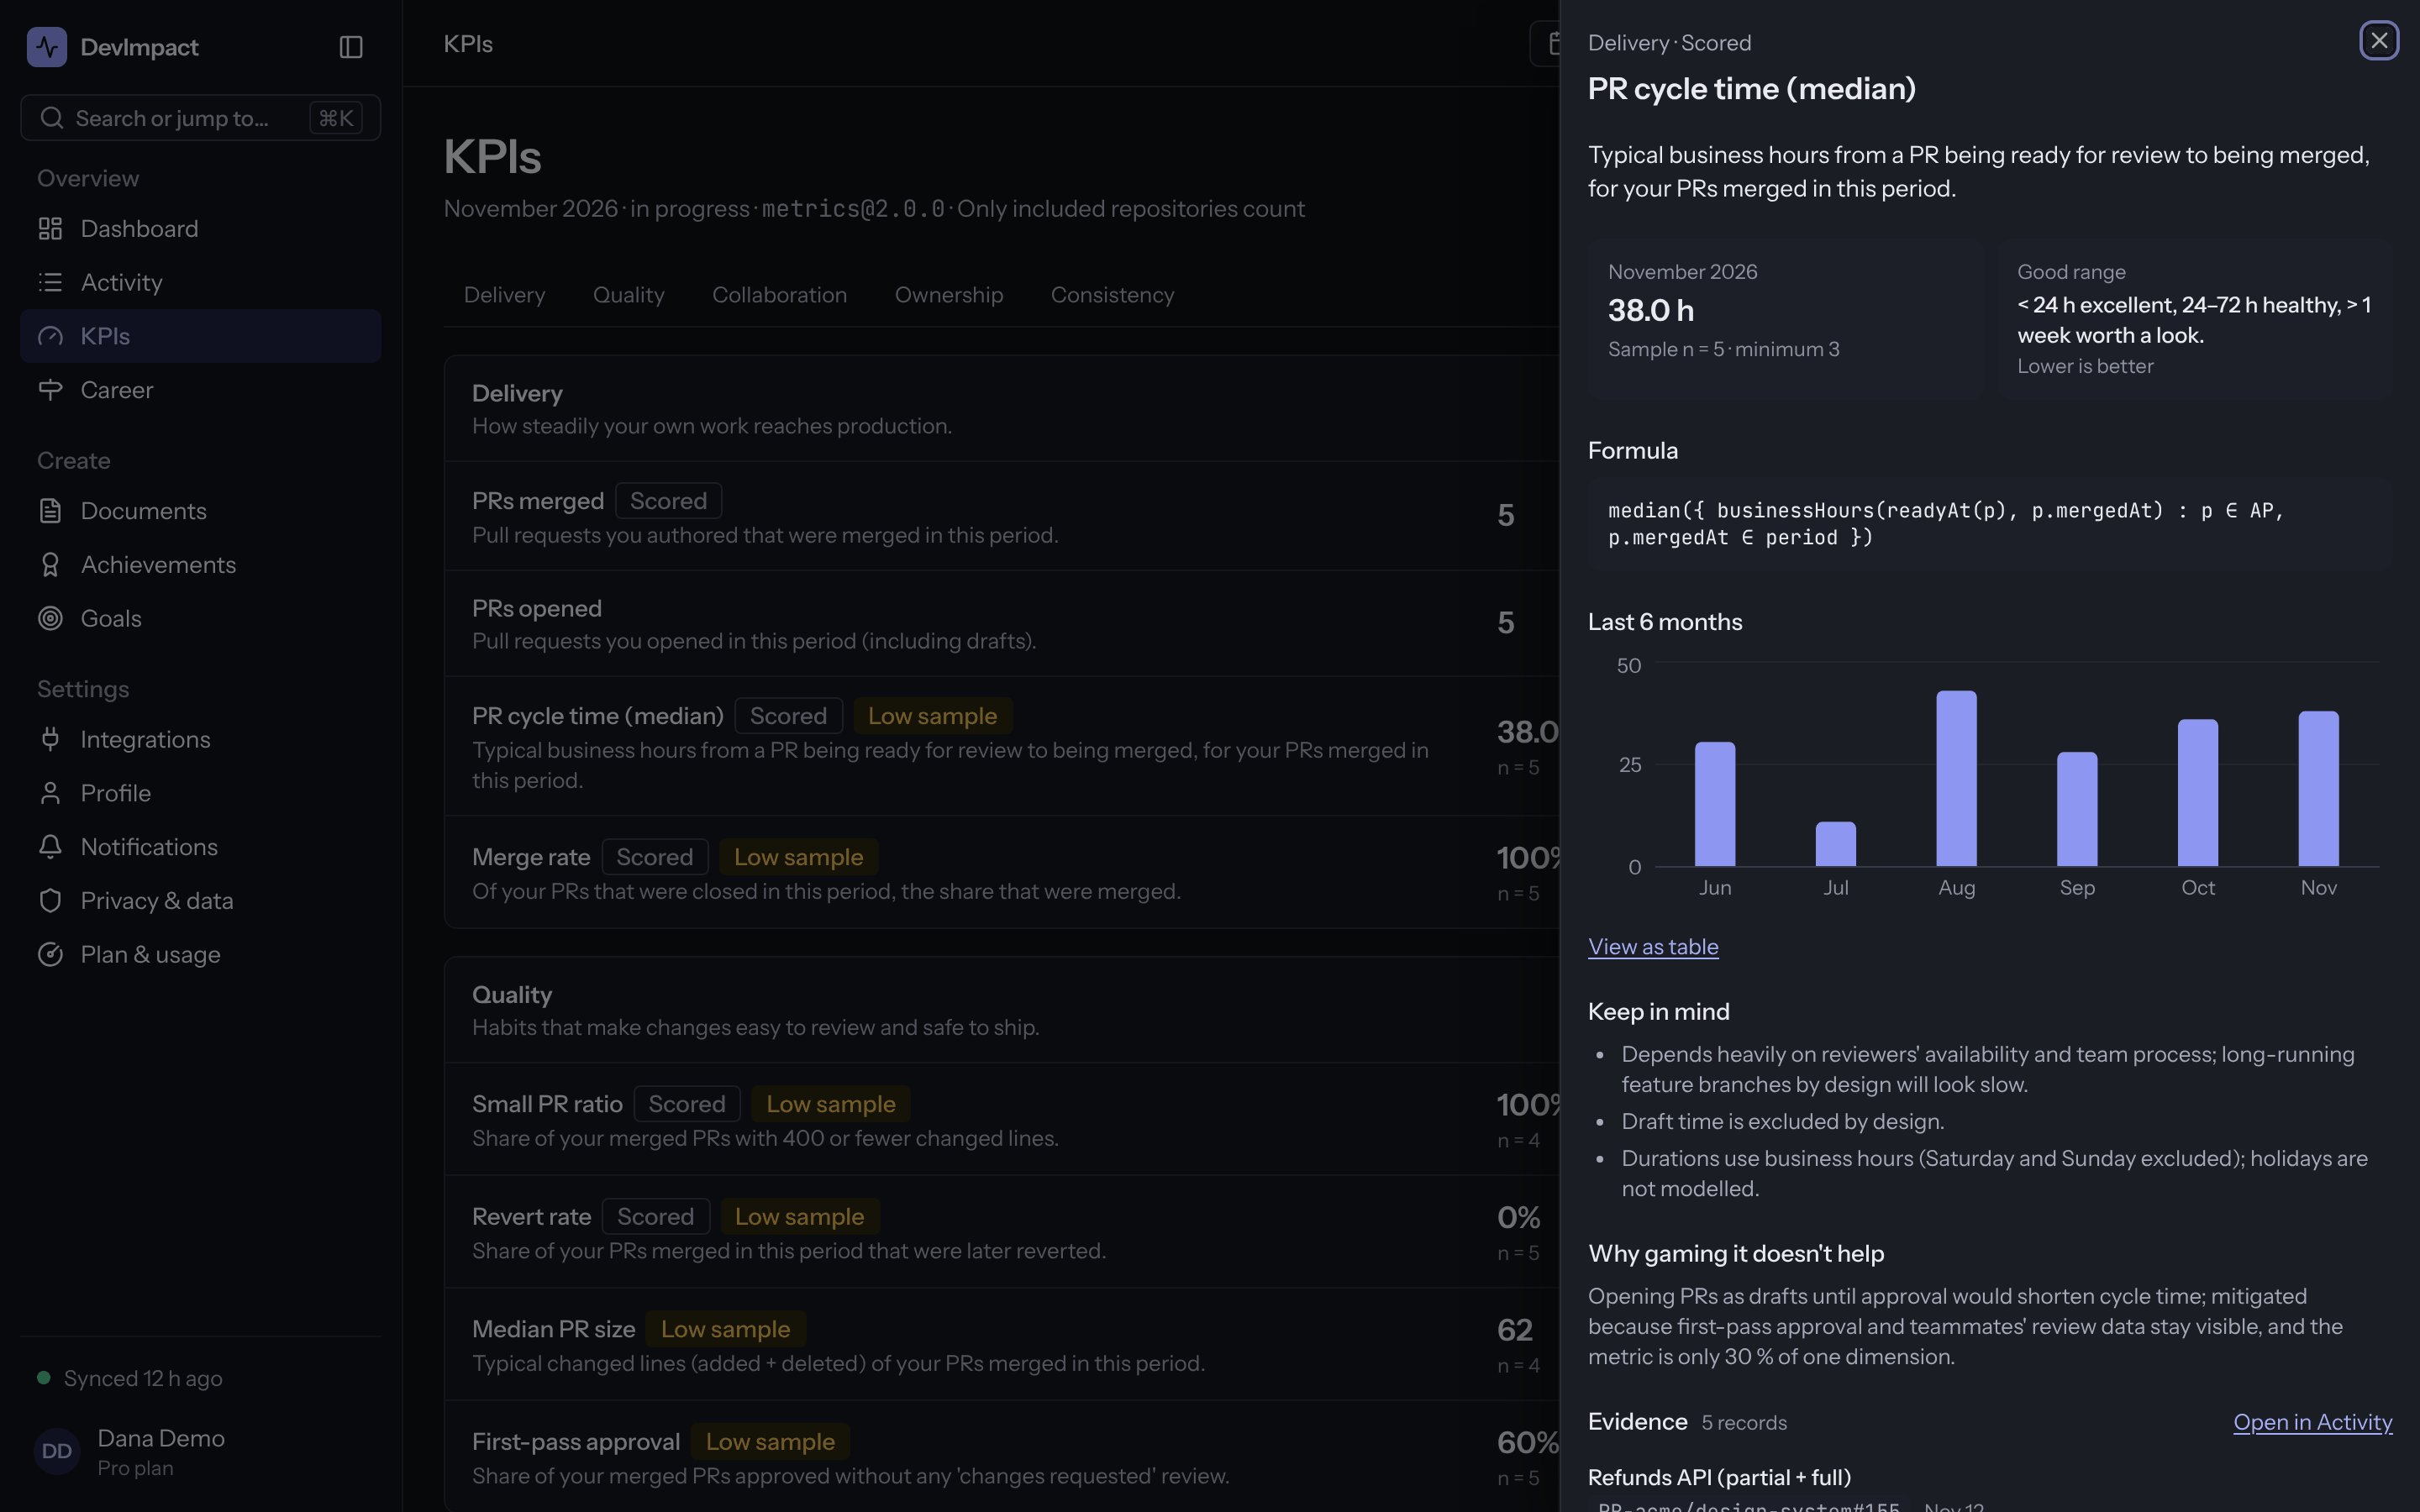 DevImpact
Search or jump to...
⌘K
Overview
Dashboard
Activity
KPIs
Career
Create
Documents
Achievements
Goals
Settings
Integrations
Profile
Notifications
Privacy & data
Plan & usage
Synced 12 h ago
DD
Dana Demo
Pro plan
KPIs
KPIs
November 2026 · in progress · metrics@2.0.0 · Only included repositories count
Delivery
Quality
Collaboration
Ownership
Consistency
Delivery
How steadily your own work reaches production.
PRs merged
Scored
Pull requests you authored that were merged in this period.
5
PRs opened
Pull requests you opened in this period (including drafts).
5
PR cycle time (median)
Scored
Low sample
Typical business hours from a PR being ready for review to being merged, for your PRs merged in
this period.
38.0
n = 5
Merge rate
Scored
Low sample
Of your PRs that were closed in this period, the share that were merged.
100%
n = 5
Quality
Habits that make changes easy to review and safe to ship.
Small PR ratio
Scored
Low sample
Share of your merged PRs with 400 or fewer changed lines.
100%
n = 4
Revert rate
Scored
Low sample
Share of your PRs merged in this period that were later reverted.
0%
n = 5
Median PR size
Low sample
Typical changed lines (added + deleted) of your PRs merged in this period.
62
n = 4
First-pass approval
Low sample
Share of your merged PRs approved without any 'changes requested' review.
60%
n = 5
Delivery · Scored
PR cycle time (median)
Typical business hours from a PR being ready for review to being merged,
for your PRs merged in this period.
November 2026
38.0 h
Sample n = 5 · minimum 3
Good range
< 24 h excellent, 24–72 h healthy, > 1
week worth a look.
Lower is better
Formula
median({ businessHours(readyAt(p), p.mergedAt) : p ∈ AP,
p.mergedAt ∈ period })
Last 6 months
50
25
0
Jun
Jul
Aug
Sep
Oct
Nov
View as table
Keep in mind
• Depends heavily on reviewers' availability and team process; long-running
feature branches by design will look slow.
• Draft time is excluded by design.
• Durations use business hours (Saturday and Sunday excluded); holidays are
not modelled.
Why gaming it doesn't help
Opening PRs as drafts until approval would shorten cycle time; mitigated
because first-pass approval and teammates' review data stay visible, and the
metric is only 30 % of one dimension.
Evidence
5 records
Open in Activity
Refunds API (partial + full)
PR·acme/design-system#155
Nov 12